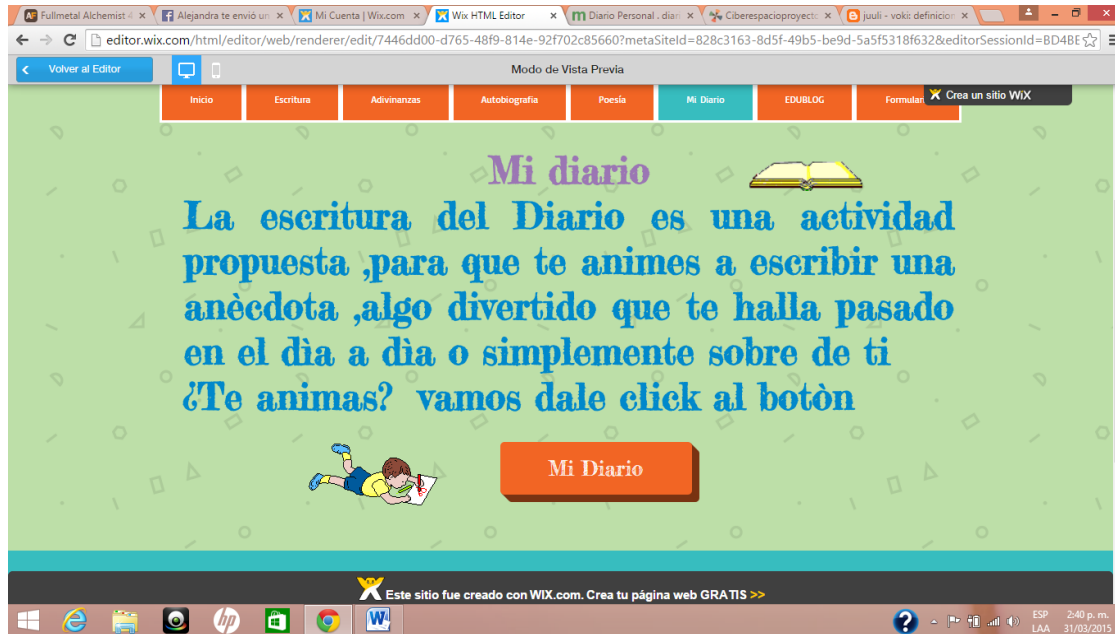 Fullmetal Alchemist 4
Alejandra te envió un
Mi Cuenta | Wix.com
Wix HTML Editor
Diario Personal . diari
Ciberespacioproyecto
juuli - voki: definicion
editor.wix.com/html/editor/web/renderer/edit/7446dd00-d765-48f9-814e-92f702c85660?metaSiteId=828c3163-8d5f-49b5-be9d-5a5f5318f632&editorSessionId=BD4BE
Volver al Editor
Modo de Vista Previa
Inicio
Escritura
Adivinanzas
Autobiografia
Poesía
Mi Diario
EDUBLOG
Formular
Crea un sitio WiX
Mi diario
La escritura del Diario es una actividad
propuesta ,para que te animes a escribir una
anècdota ,algo divertido que te halla pasado
en el dìa a dìa o simplemente sobre de ti
¿Te animas? vamos dale click al botòn
Mi Diario
Este sitio fue creado con WIX.com. Crea tu página web GRATIS >>
ESP
LAA
2:40 p. m.
31/03/2015